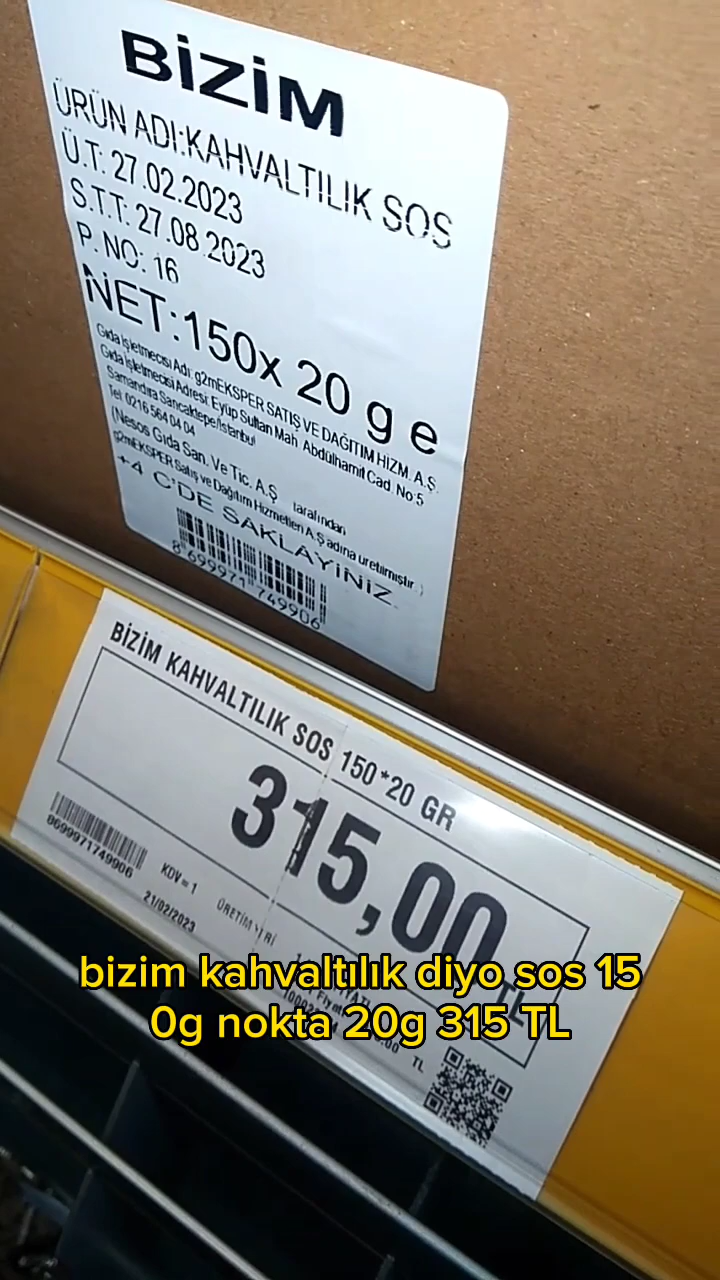 BİZİM
ÜRÜN ADI:KAHVALTILIK SOS
Ü.T. 27.02.2023
S.T.T: 27.08.2023
P. NO: 16
NET:150x 20 g e
Gıda İşletmecisi Adı: g2mEKSPER SATIŞ VE DAĞITIM HİZM. A.Ş.
Gıda İşletmecisi Adresi: Eyüp Sultan Mah. Abdülhamit Cad. No:5
Samandıra Sancaktepe/İstanbul
Tel: 0216 564 04 04
(Nesos Gıda San. Ve Tic. A.Ş tarafından
g2mEKSPER Satış ve Dağıtım Hizmetleri A.Ş adına üretilmiştir.)
+4 C'DE SAKLAYINIZ
8 699971 749906
BİZİM KAHVALTILIK SOS 150*20 GR
315,00
TL
8699971749906
KDV=1
ÜRETİM
21/02/2023
TL
bizim kahvaltılık diyo sos 15
0g nokta 20g 315 TL